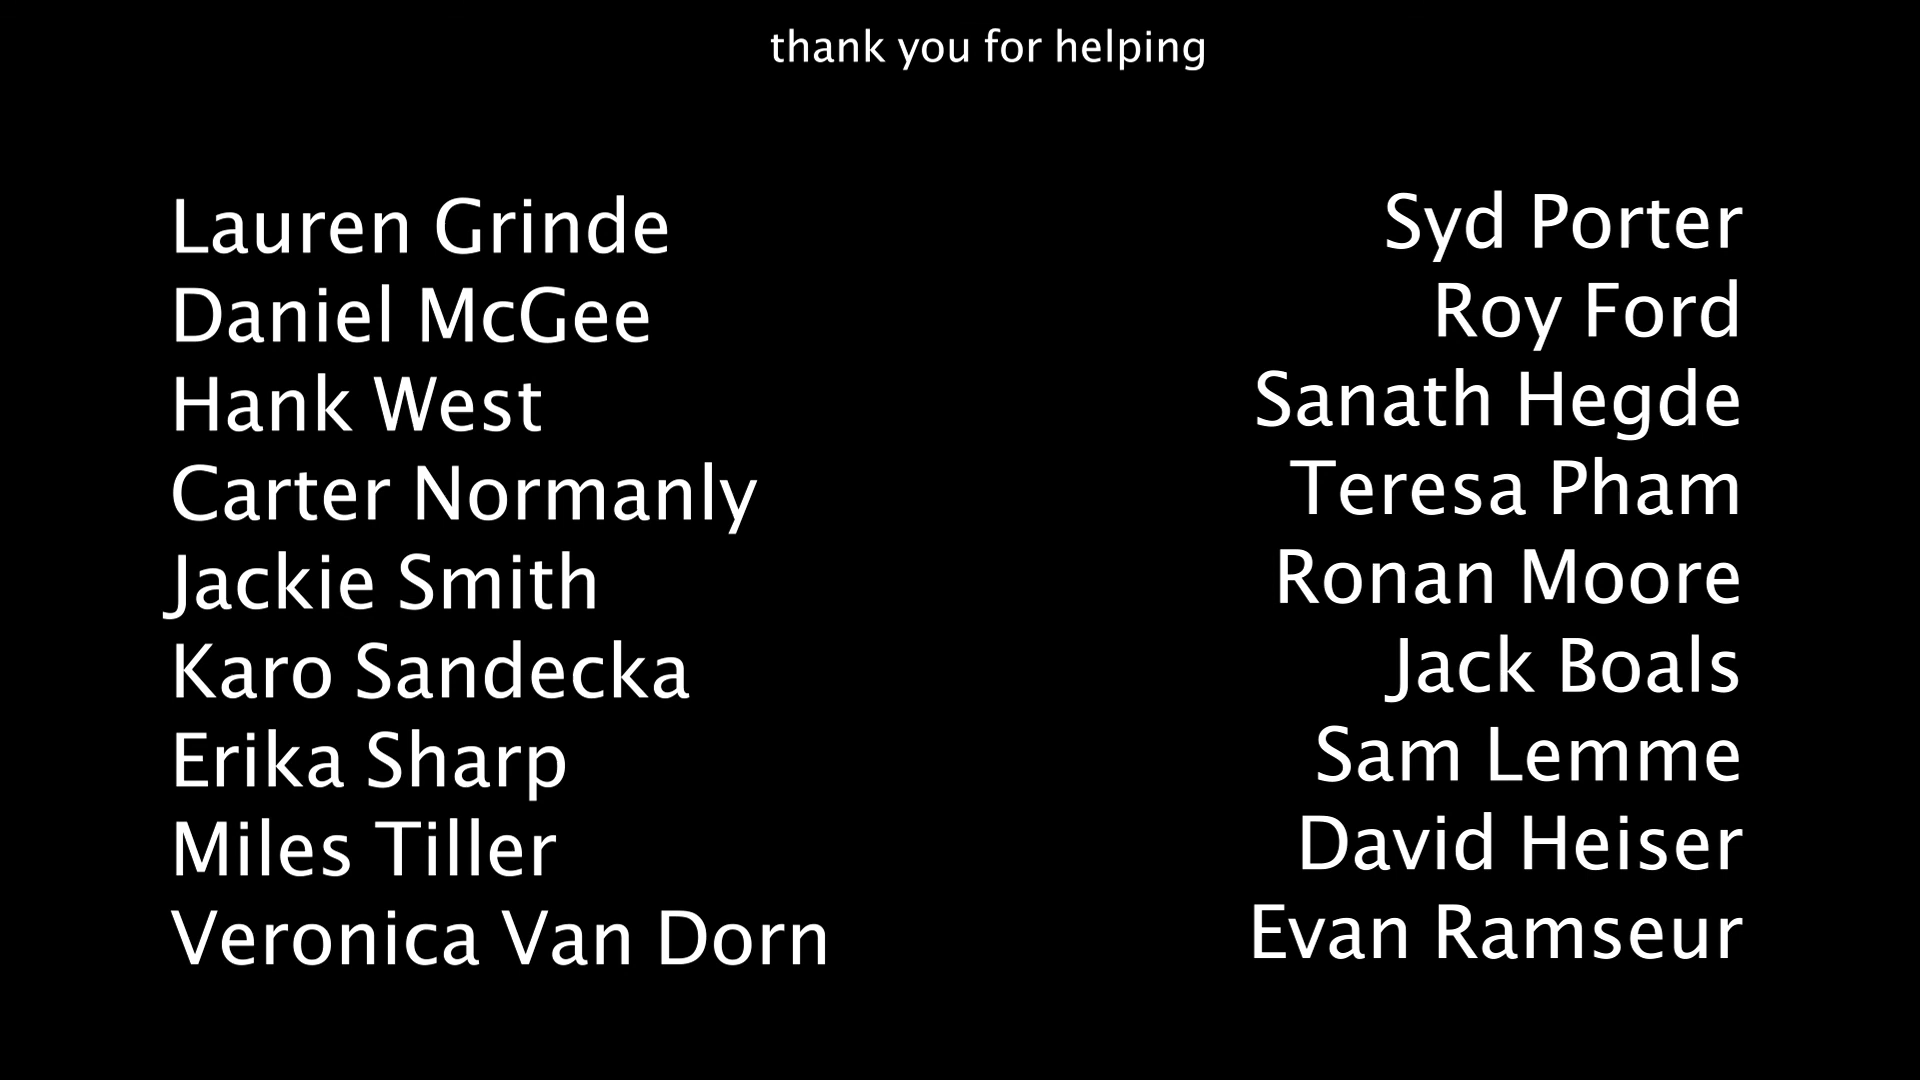 thank you for helping
Lauren Grinde
Daniel McGee
Hank West
Carter Normanly
Jackie Smith
Karo Sandecka
Erika Sharp
Miles Tiller
Veronica Van Dorn
Syd Porter
Roy Ford
Sanath Hegde
Teresa Pham
Ronan Moore
Jack Boals
Sam Lemme
David Heiser
Evan Ramseur